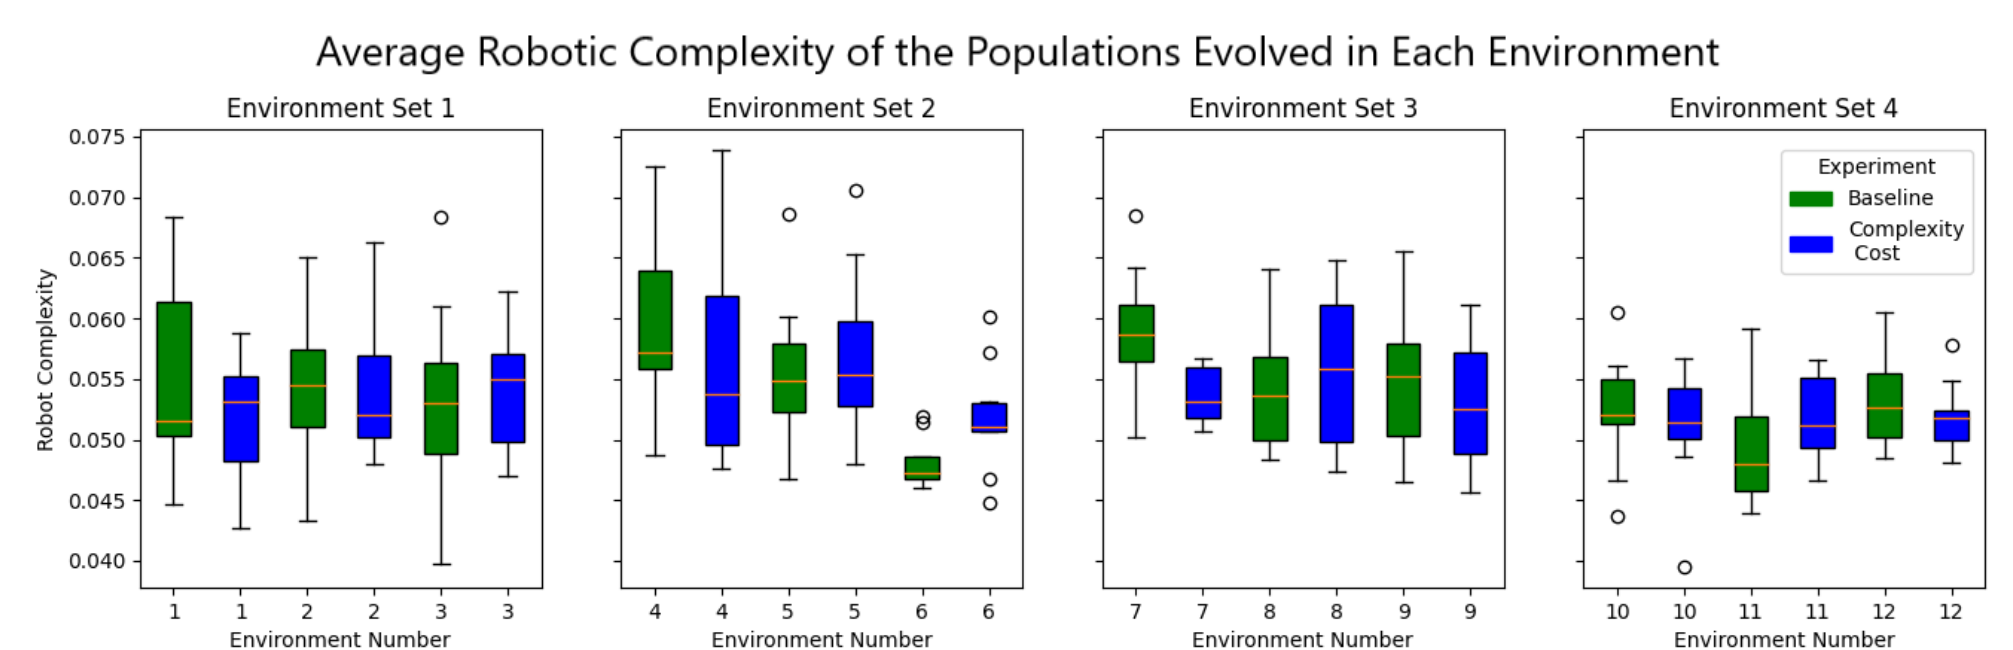 Average Robotic Complexity of the Populations Evolved in Each Environment
Environment Set 1
Environment Set 2
Environment Set 3
Environment Set 4
Robot Complexity
0.075
0.070
0.065
0.060
0.055
0.050
0.045
0.040
Experiment
Baseline
Complexity
Cost
1 1 2 2 3 3
4 4 5 5 6 6
7 7 8 8 9 9
10 10 11 11 12 12
Environment Number
Environment Number
Environment Number
Environment Number